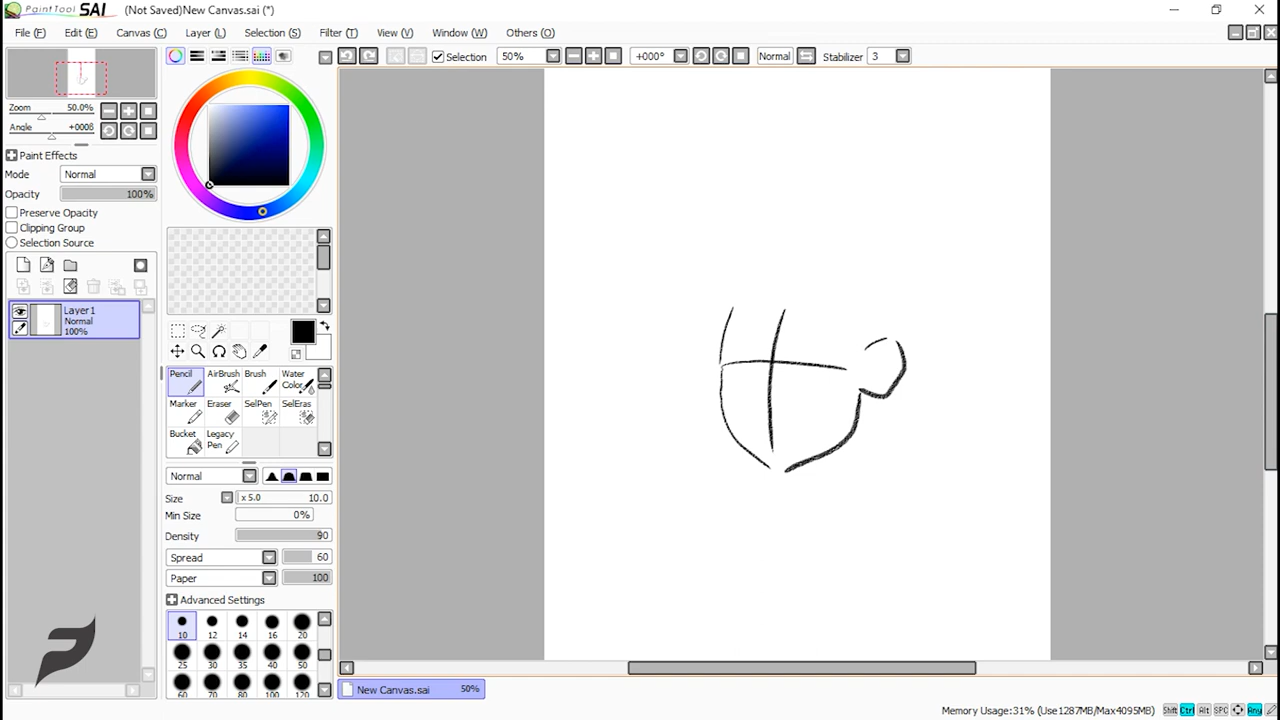 PaintTool SAI (Not Saved)New Canvas.sai (*)
File (F) Edit (E) Canvas (C) Layer (L) Selection (S) Filter (T) View (V) Window (W) Others (O)
Selection 50% +000° Normal Stabilizer 3
Zoom 50.0%
Angle +000δ
Paint Effects
Mode Normal
Opacity 100%
Preserve Opacity
Clipping Group
Selection Source
Layer1
Normal
100%
Pencil AirBrush Brush Water Color
Marker Eraser SelPen SelEras
Bucket Legacy Pen
Normal
Size x 5.0 10.0
Min Size 0%
Density 90
Spread 60
Paper 100
Advanced Settings
10 12 14 16 20
25 30 35 40 50
60 70 80 100 120
New Canvas.sai 50%
Memory Usage:31% (Use1287MB/Max4095MB) Shift Ctrl Alt SPC Any